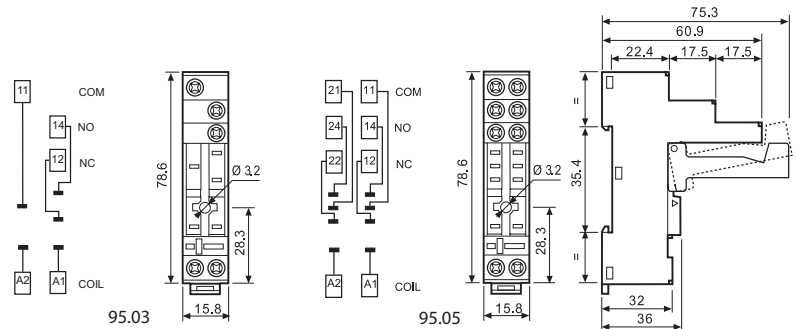 11 COM
14 NO
12 NC
A2 A1 COIL
95.03
78.6
Ø 3.2
28.3
15.8
21 11 COM
24 14 NO
22 12 NC
A2 A1 COIL
95.05
78.6
Ø 3.2
28.3
15.8
75.3
60.9
22.4 17.5 17.5
=
35.4
=
32
36